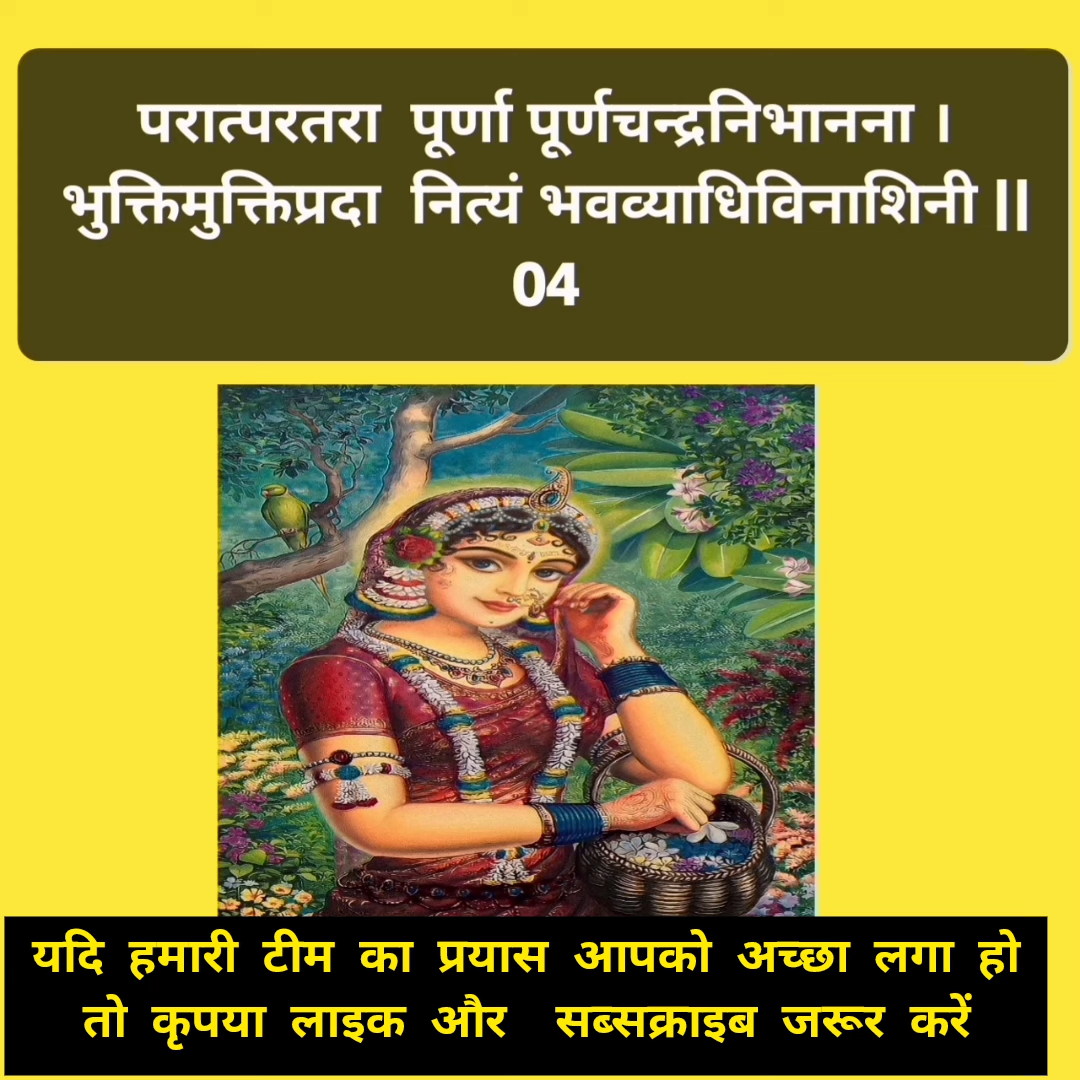 परात्परतरा पूर्णा पूर्णचन्द्रनिभानना ।
भुक्तिमुक्तिप्रदा नित्यं भवव्याधिविनाशिनी ||
04
यदि हमारी टीम का प्रयास आपको अच्छा लगा हो
तो कृपया लाइक और सब्सक्राइब जरूर करें